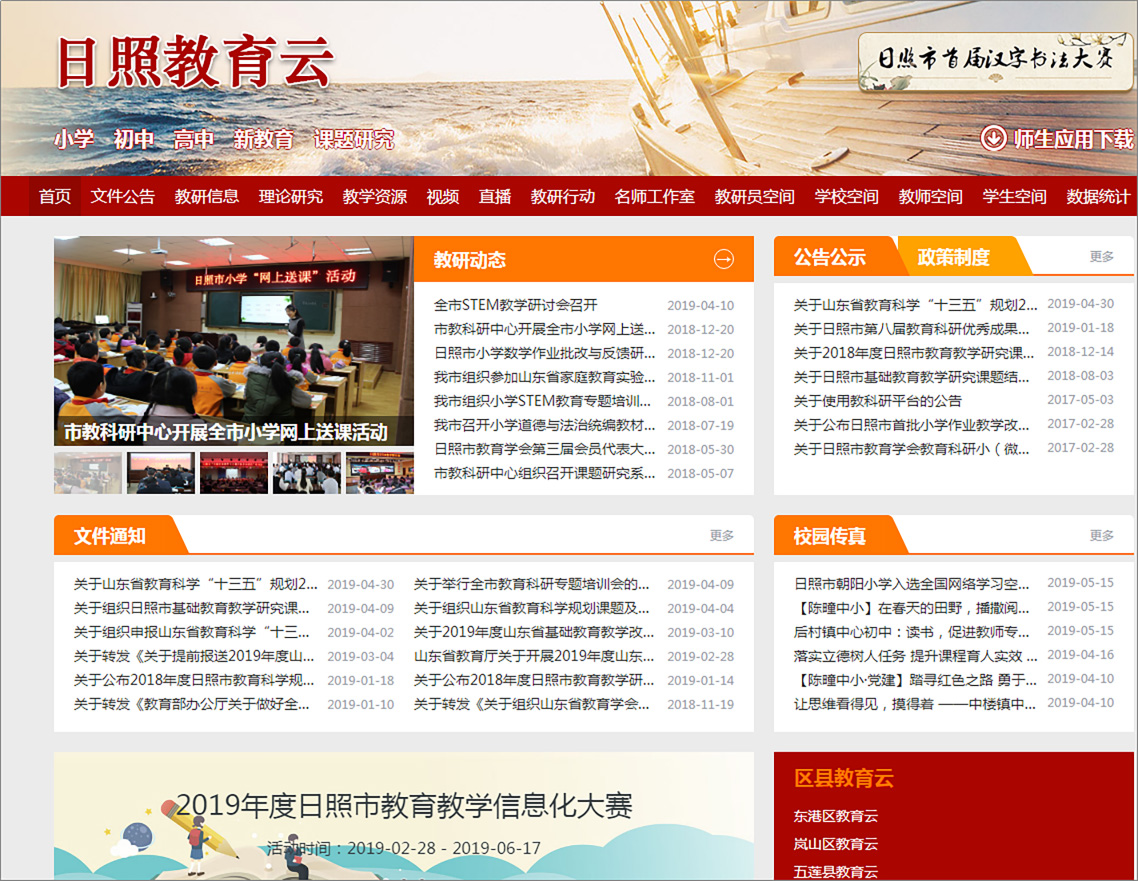 日照教育云
日照市首届汉字书法大赛
小学 初中 高中 新教育 课题研究
师生应用下载
首页 文件公告 教研信息 理论研究 教学资源 视频 直播 教研行动 名师工作室 教研员空间 学校空间 教师空间 学生空间 数据统计
日照市小学“网上送课”活动
市教科研中心开展全市小学网上送课活动
教研动态
全市STEM教学研讨会召开 2019-04-10
市教科研中心开展全市小学网上送... 2018-12-20
日照市小学数学作业批改与反馈研... 2018-12-20
我市组织参加山东省家庭教育实验... 2018-11-01
我市组织小学STEM教育专题培训... 2018-08-01
我市召开小学道德与法治统编教材... 2018-07-19
日照市教育学会第三届会员代表大... 2018-05-30
市教科研中心组织召开课题研究系... 2018-05-07
公告公示 政策制度 更多
关于山东省教育科学“十三五”规划2... 2019-04-30
关于日照市第八届教育科研优秀成果... 2019-01-18
关于2018年度日照市教育教学研究课... 2018-12-14
关于日照市基础教育教学研究课题结... 2018-08-03
关于使用教科研平台的公告 2017-05-03
关于公布日照市首批小学作业教学改... 2017-02-28
关于日照市教育学会教育科研小（微... 2017-02-28
文件通知 更多
关于山东省教育科学“十三五”规划2... 2019-04-30
关于组织日照市基础教育教学研究课... 2019-04-09
关于组织申报山东省教育科学“十三... 2019-04-02
关于转发《关于提前报送2019年度山... 2019-03-04
关于公布2018年度日照市教育科学规... 2019-01-18
关于转发《教育部办公厅关于做好全... 2019-01-10
关于举行全市教育科研专题培训会的... 2019-04-09
关于组织山东省教育科学规划课题及... 2019-04-04
关于2019年度山东省基础教育教学改... 2019-03-10
山东省教育厅关于开展2019年度山东... 2019-02-28
关于公布2018年度日照市教育教学研... 2019-01-14
关于转发《关于组织山东省教育学会... 2018-11-19
校园传真 更多
日照市朝阳小学入选全国网络学习空... 2019-05-15
【陈疃中小】在春天的田野，播撒阅... 2019-05-15
后村镇中心初中：读书，促进教师专... 2019-05-15
落实立德树人任务 提升课程育人实效 ... 2019-04-16
【陈疃中小·党建】踏寻红色之路 勇于... 2019-04-10
让思维看得见，摸得着 ——中楼镇中... 2019-04-10
2019年度日照市教育教学信息化大赛
活动时间：2019-02-28 - 2019-06-17
区县教育云
东港区教育云
岚山区教育云
五莲县教育云